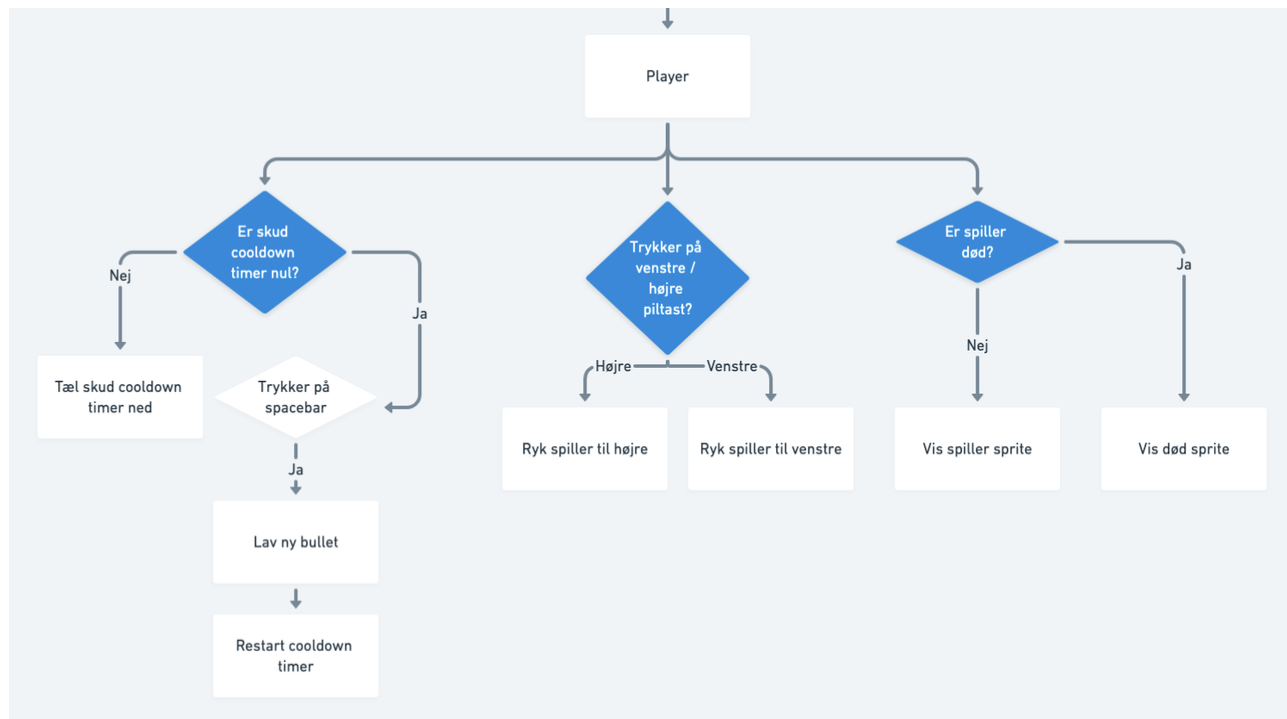 Player
Er skud
cooldown
timer nul?
Nej
Ja
Tæl skud cooldown
timer ned
Trykker på
spacebar
Ja
Lav ny bullet
Restart cooldown
timer
Trykker på
venstre /
højre
piltast?
Højre
Venstre
Ryk spiller til højre
Ryk spiller til venstre
Er spiller
død?
Nej
Ja
Vis spiller sprite
Vis død sprite